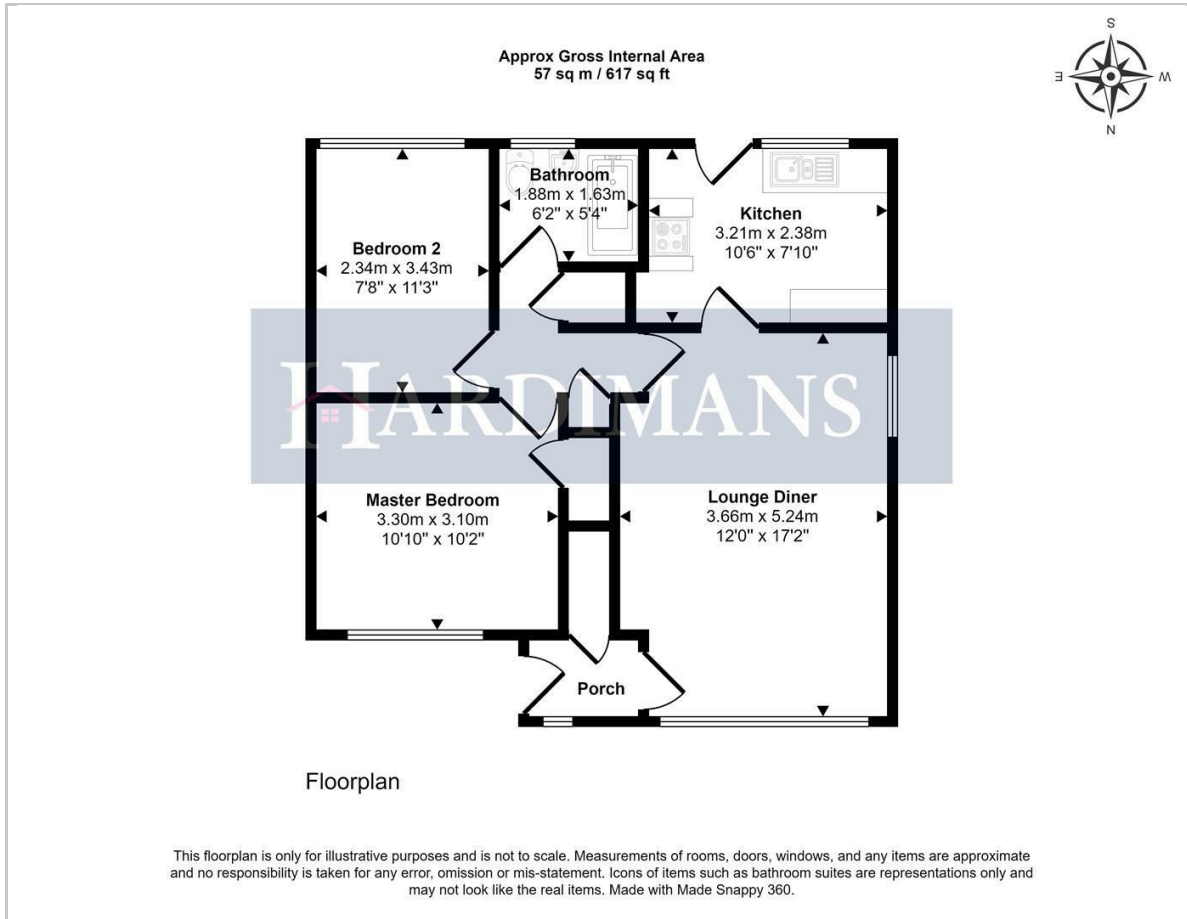 Approx Gross Internal Area
57 sq m / 617 sq ft
S
E
W
N
Bathroom
1.88m x 1.63m
6'2" x 5'4"
Kitchen
3.21m x 2.38m
10'6" x 7'10"
Bedroom 2
2.34m x 3.43m
7'8" x 11'3"
HARDIMANS
Master Bedroom
3.30m x 3.10m
10'10" x 10'2"
Lounge Diner
3.66m x 5.24m
12'0" x 17'2"
Porch
Floorplan
This floorplan is only for illustrative purposes and is not to scale. Measurements of rooms, doors, windows, and any items are approximate
and no responsibility is taken for any error, omission or mis-statement. Icons of items such as bathroom suites are representations only and
may not look like the real items. Made with Made Snappy 360.